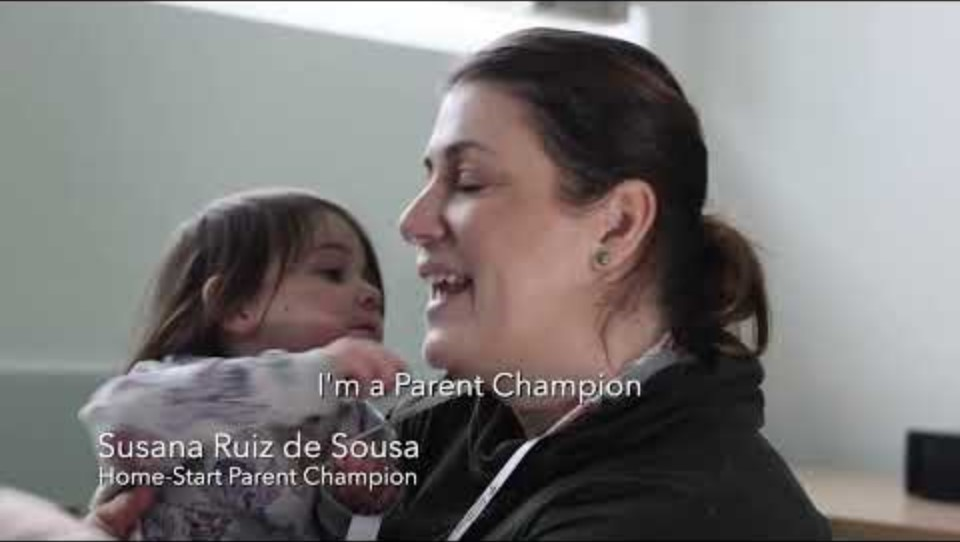 I'm a Parent Champion
Susana Ruiz de Sousa
Home-Start Parent Champion